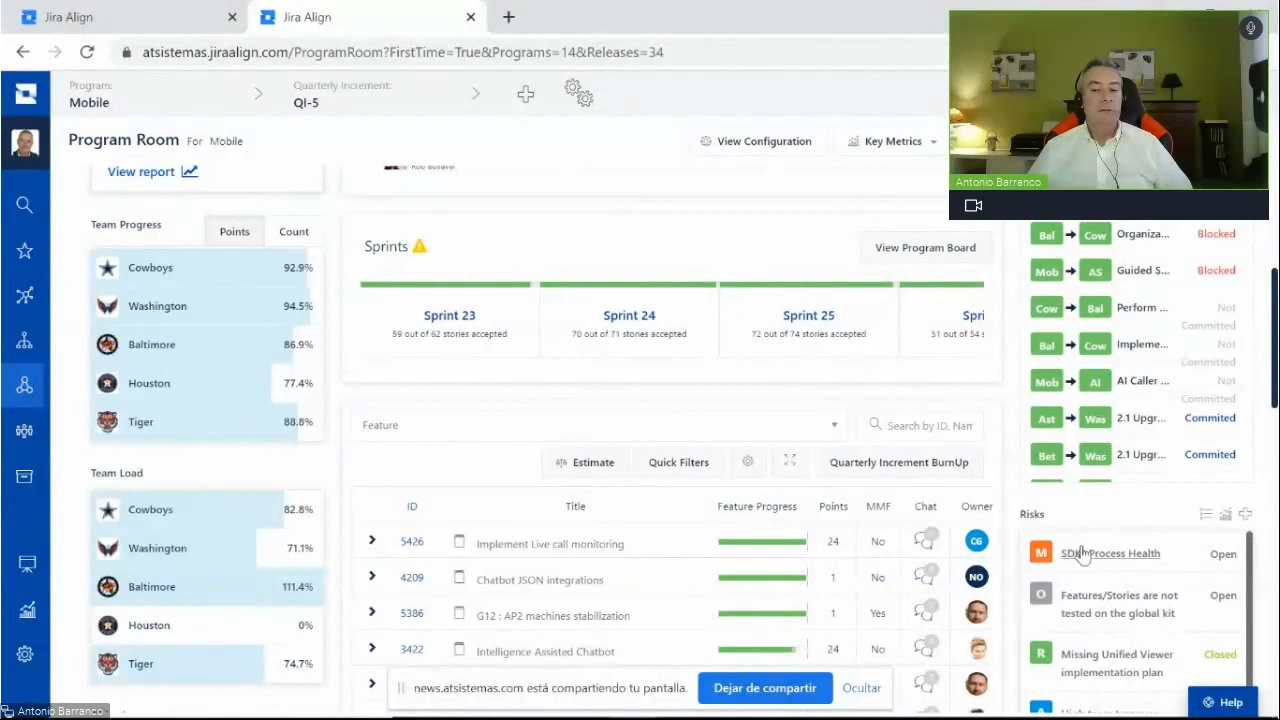 Jira Align
Jira Align
atsistemas.jiraalign.com/ProgramRoom?FirstTime=True&Programs=14&Releases=34
Program:
Mobile
Quarterly Increment:
QI-5
Program Room For Mobile
View Configuration
Key Metrics
Antonio Barranco
View report
Team Progress
Points
Count
Cowboys 92.9%
Washington 94.5%
Baltimore 86.9%
Houston 77.4%
Tiger 88.8%
Team Load
Cowboys 82.8%
Washington 71.1%
Baltimore 111.4%
Houston 0%
Tiger 74.7%
Sprints
View Program Board
Sprint 23
59 out of 62 stories accepted
Sprint 24
70 out of 71 stories accepted
Sprint 25
72 out of 74 stories accepted
Spri
51 out of 54 s
Feature
Search by ID, Nam
Estimate
Quick Filters
Quarterly Increment BurnUp
ID Title Feature Progress Points MMF Chat Owner
5426 Implement Live call monitoring 24 No CG
4209 Chatbot JSON integrations 1 No NO
5386 G12 : AP2 machines stabilization 1 Yes
3422 Intelligence Assisted Chatbot 24 No
Bal Cow Organiza... Blocked
Mob AS Guided S... Blocked
Cow Bal Perform ... Not
Committed
Bal Cow Impleme... Not
Committed
Mob AI AI Caller ... Not
Committed
Ast Was 2.1 Upgr... Commited
Bet Was 2.1 Upgr... Commited
Risks
M SDK Process Health Open
O Features/Stories are not Open
tested on the global kit
R Missing Unified Viewer Closed
implementation plan
news.atsistemas.com está compartiendo tu pantalla.
Dejar de compartir
Ocultar
Help
Antonio Barranco